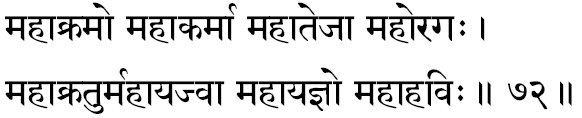 महाक्रमो महाकर्मा महातेजा महोरगः ।
महाक्रतुर्महायज्वा महायज्ञो महाहविः ॥ ७२ ॥